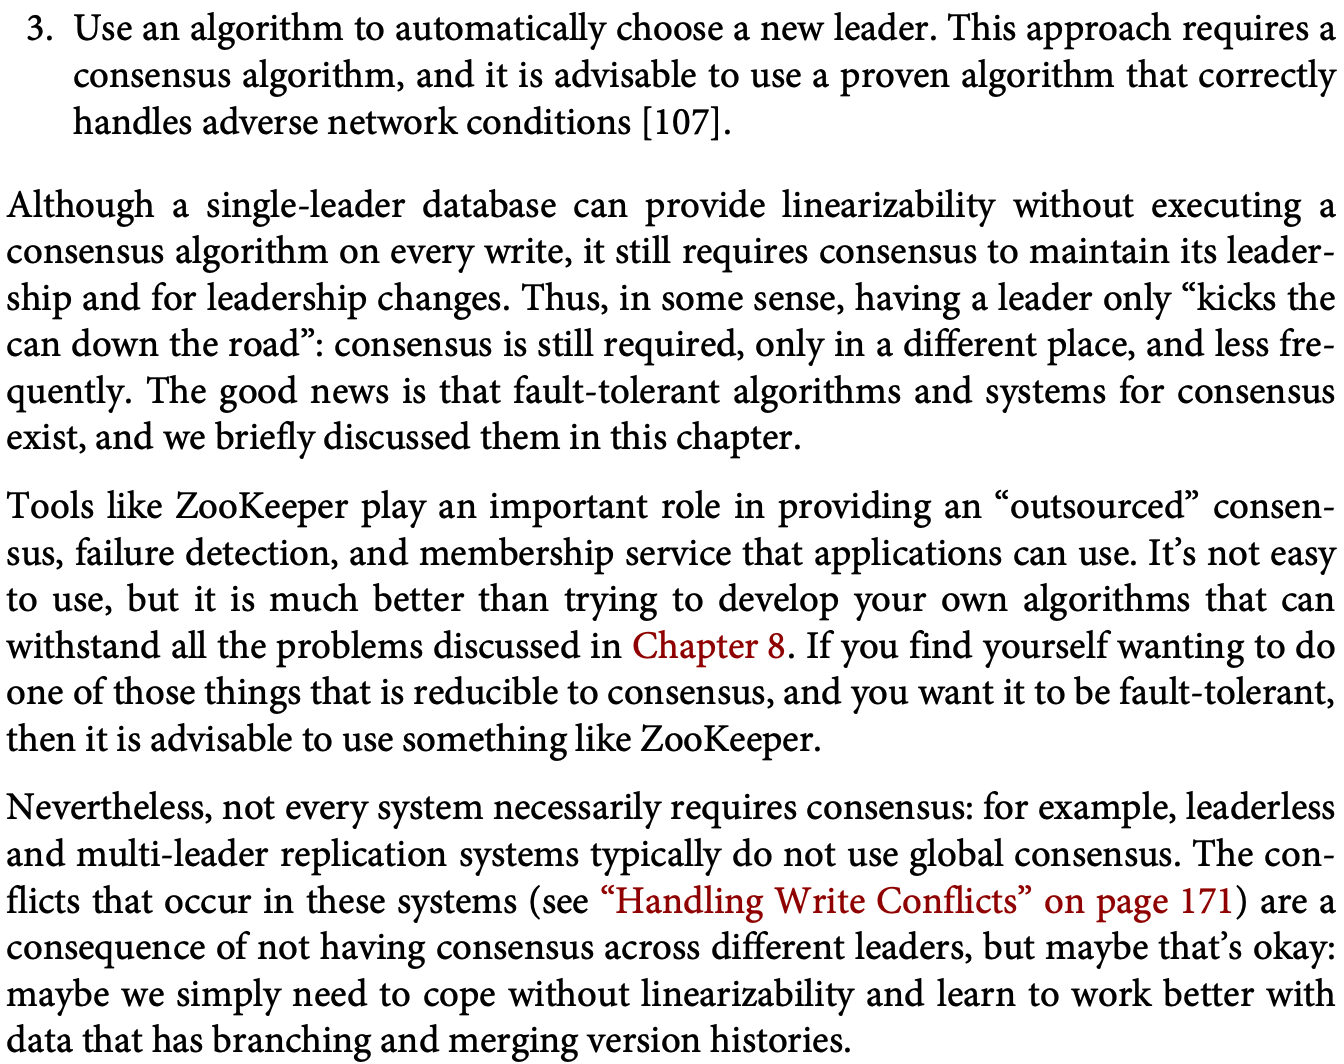 3. Use an algorithm to automatically choose a new leader. This approach requires a
consensus algorithm, and it is advisable to use a proven algorithm that correctly
handles adverse network conditions [107].
Although a single-leader database can provide linearizability without executing a
consensus algorithm on every write, it still requires consensus to maintain its leader-
ship and for leadership changes. Thus, in some sense, having a leader only “kicks the
can down the road”: consensus is still required, only in a different place, and less fre-
quently. The good news is that fault-tolerant algorithms and systems for consensus
exist, and we briefly discussed them in this chapter.
Tools like ZooKeeper play an important role in providing an “outsourced” consen-
sus, failure detection, and membership service that applications can use. It’s not easy
to use, but it is much better than trying to develop your own algorithms that can
withstand all the problems discussed in Chapter 8. If you find yourself wanting to do
one of those things that is reducible to consensus, and you want it to be fault-tolerant,
then it is advisable to use something like ZooKeeper.
Nevertheless, not every system necessarily requires consensus: for example, leaderless
and multi-leader replication systems typically do not use global consensus. The con-
flicts that occur in these systems (see “Handling Write Conflicts” on page 171) are a
consequence of not having consensus across different leaders, but maybe that’s okay:
maybe we simply need to cope without linearizability and learn to work better with
data that has branching and merging version histories.